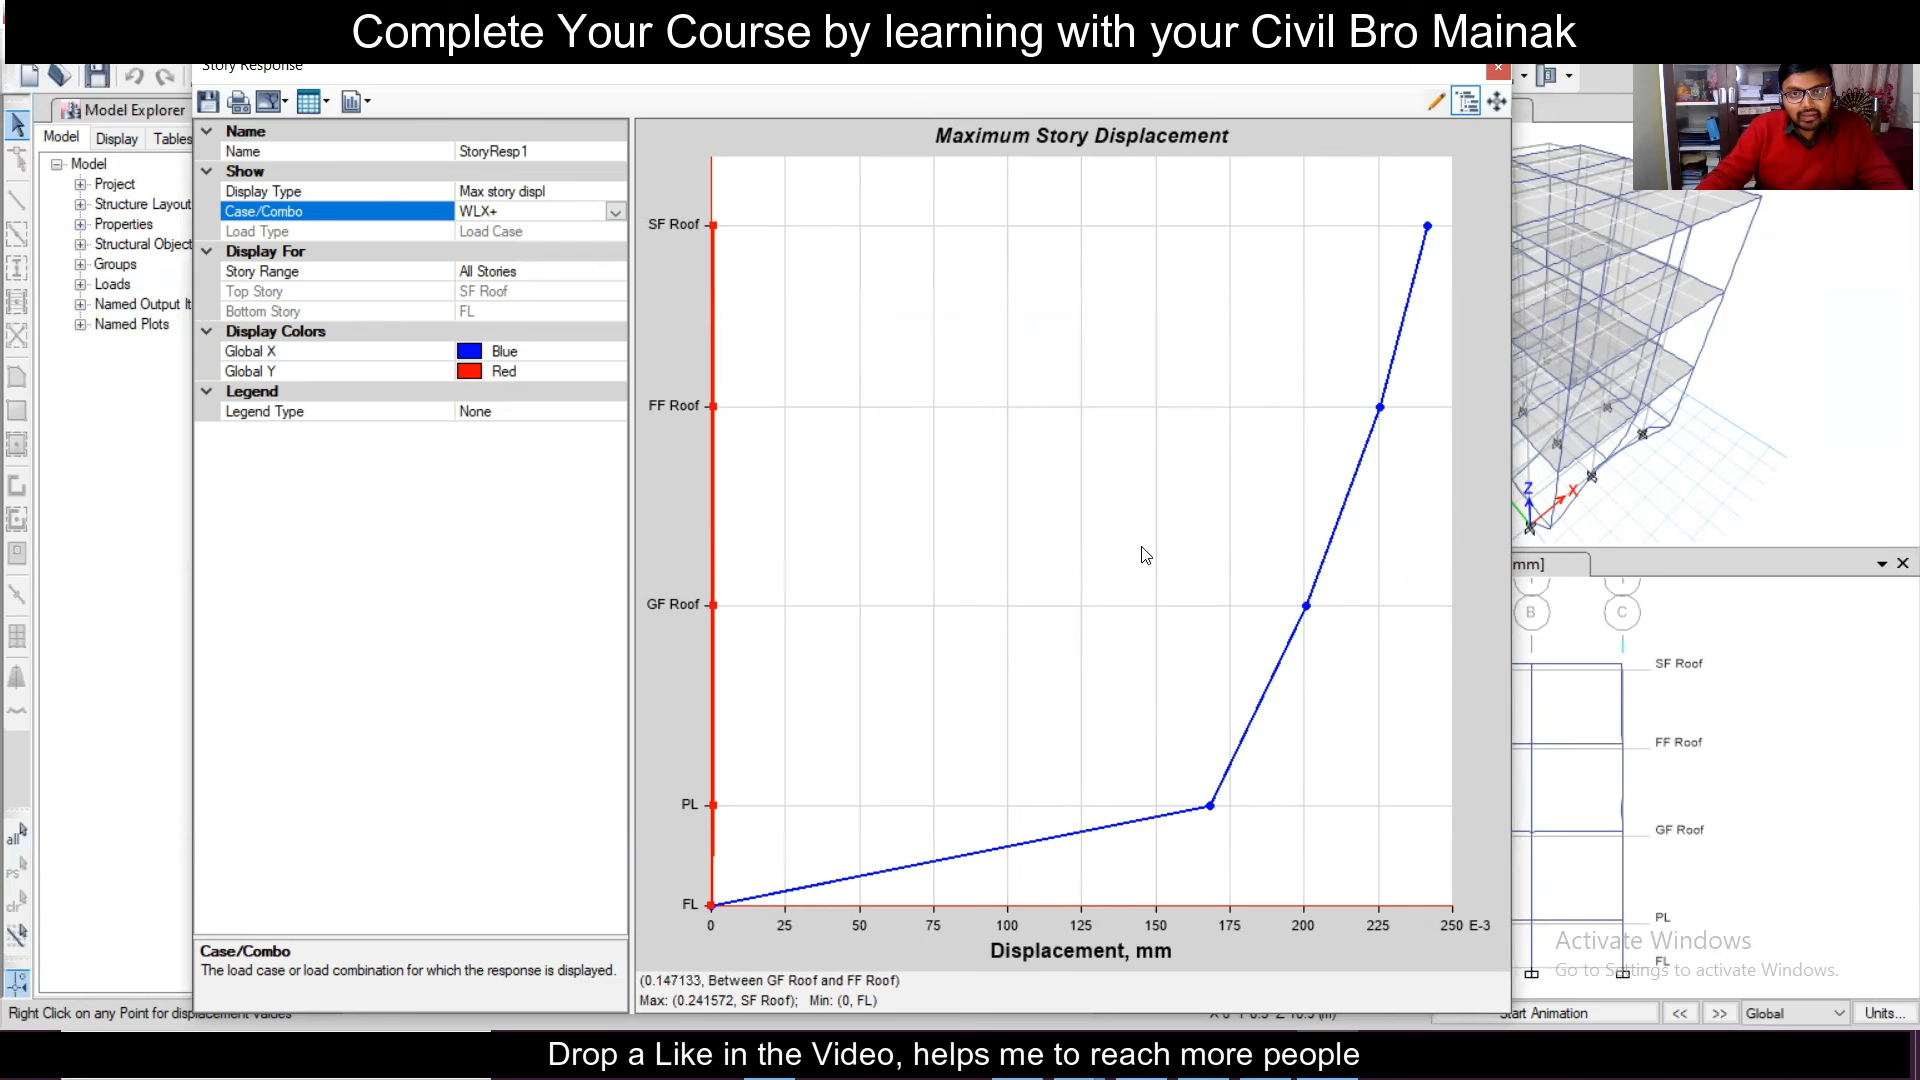 Complete Your Course by learning with your Civil Bro Mainak
Story Response
Model Explorer
Model Display Tables
Model
Project
Structure Layout
Properties
Structural Object
Groups
Loads
Named Output It
Named Plots
Name
Name StoryResp1
Show
Display Type Max story displ
Case/Combo WLX+
Load Type Load Case
Display For
Story Range All Stories
Top Story SF Roof
Bottom Story FL
Display Colors
Global X Blue
Global Y Red
Legend
Legend Type None
Case/Combo
The load case or load combination for which the response is displayed.
Maximum Story Displacement
SF Roof
FF Roof
GF Roof
PL
FL
0 25 50 75 100 125 150 175 200 225 250 E-3
Displacement, mm
(0.147133, Between GF Roof and FF Roof)
Max: (0.241572, SF Roof); Min: (0, FL)
Z
X
mm]
B C
SF Roof
FF Roof
GF Roof
PL
FL
Activate Windows
Go to Settings to activate Windows.
all
PS
clr
Right Click on any Point for displacement values
Start Animation << >> Global Units...
Drop a Like in the Video, helps me to reach more people